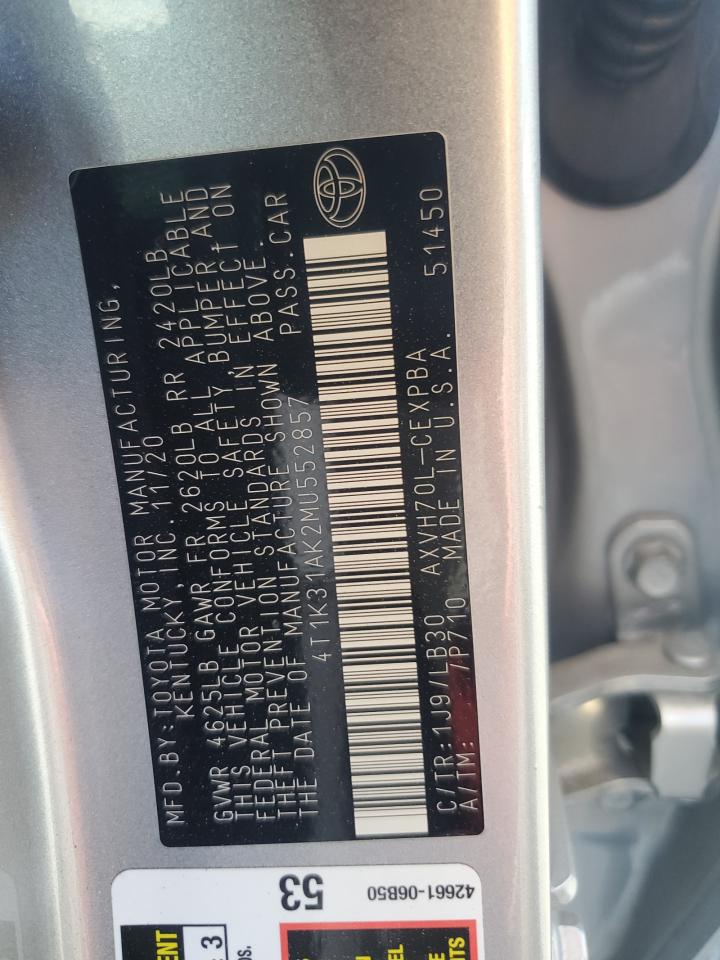 MFD.BY:TOYOTA MOTOR MANUFACTURING,
KENTUCKY INC. 11/20
GVWR 4625LB GAWR FR 2620LB RR 2420LB
THIS VEHICLE CONFORMS TO ALL APPLICABLE
FEDERAL MOTOR VEHICLE SAFETY, BUMPER, AND
THEFT PREVENTION STANDARDS IN EFFECT ON
THE DATE OF MANUFACTURE SHOWN ABOVE.
4T1K31AK2MU552857 PASS.CAR
C/TR:1J9/LB30 AXVH70L-CEXPBA
A/TM: -/P710 MADE IN U.S.A. 51450
53
42661-06B50
3